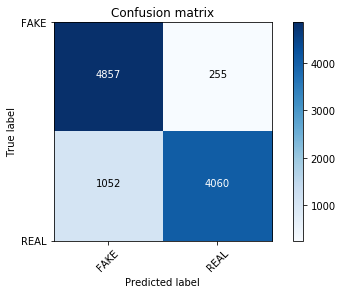 Confusion matrix
True label
FAKE
REAL
4857 255
1052 4060
FAKE REAL
Predicted label
4000
3000
2000
1000